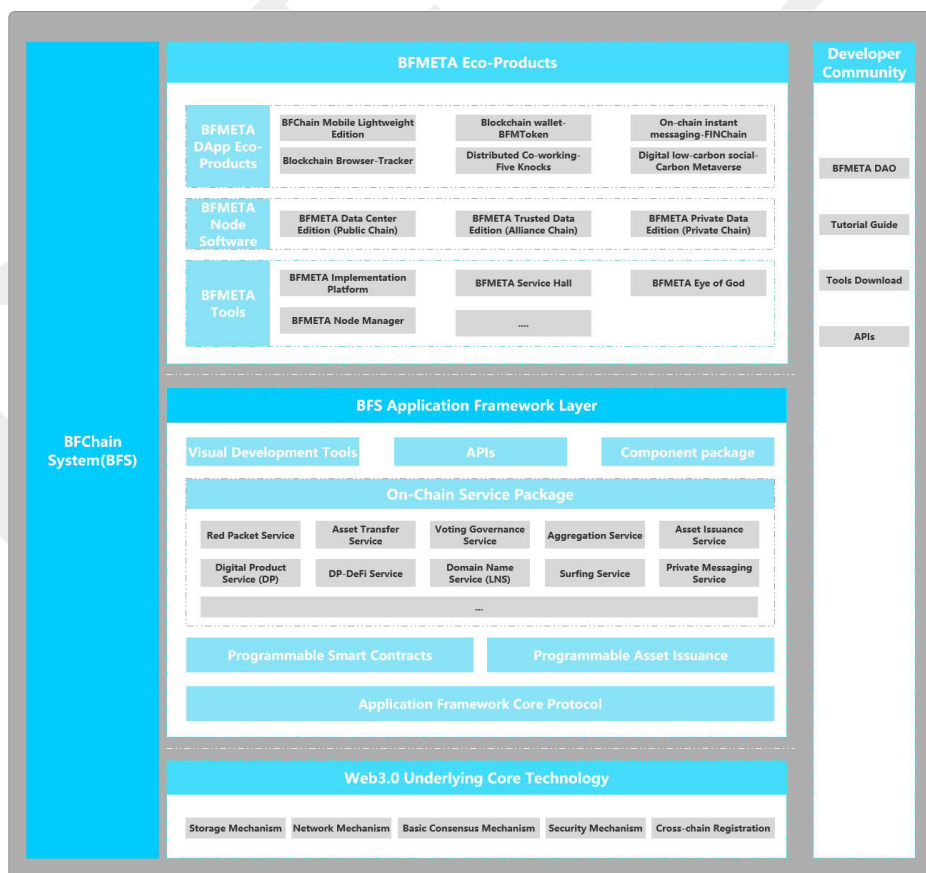 BFChain
System(BFS)
BFMETA Eco-Products
BFMETA
DApp Eco-
Products
BFChain Mobile Lightweight
Edition
Blockchain wallet-
BFMToken
On-chain instant
messaging-FINChain
Blockchain Browser-Tracker
Distributed Co-working-
Five Knocks
Digital low-carbon social-
Carbon Metaverse
BFMETA
Node
Software
BFMETA Data Center
Edition (Public Chain)
BFMETA Trusted Data
Edition (Alliance Chain)
BFMETA Private Data
Edition (Private Chain)
BFMETA
Tools
BFMETA Implementation
Platform
BFMETA Service Hall
BFMETA Eye of God
BFMETA Node Manager
....
BFS Application Framework Layer
Visual Development Tools
APIs
Component package
On-Chain Service Package
Red Packet Service
Asset Transfer
Service
Voting Governance
Service
Aggregation Service
Asset Issuance
Service
Digital Product
Service (DP)
DP-DeFi Service
Domain Name
Service (LNS)
Surfing Service
Private Messaging
Service
...
Programmable Smart Contracts
Programmable Asset Issuance
Application Framework Core Protocol
Web3.0 Underlying Core Technology
Storage Mechanism
Network Mechanism
Basic Consensus Mechanism
Security Mechanism
Cross-chain Registration
Developer
Community
BFMETA DAO
Tutorial Guide
Tools Download
APIs